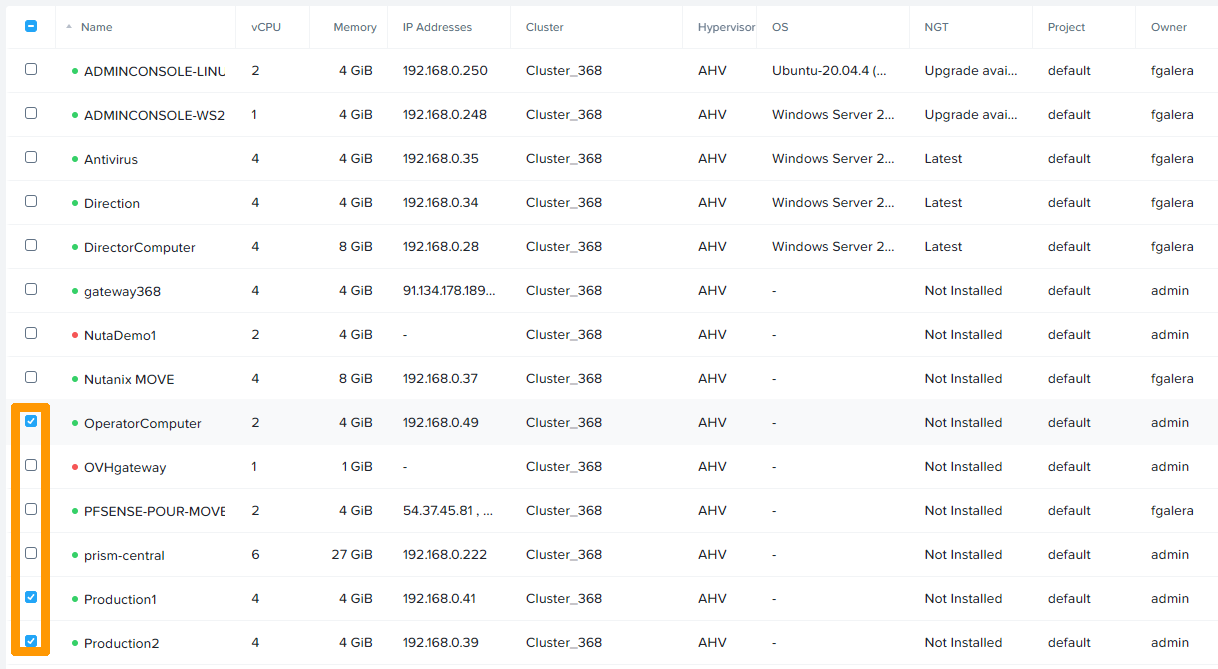 Name vCPU Memory IP Addresses Cluster Hypervisor OS NGT Project Owner
ADMINCONSOLE-LINU 2 4 GiB 192.168.0.250 Cluster_368 AHV Ubuntu-20.04.4 (... Upgrade avai... default fgalera
ADMINCONSOLE-WS2 1 4 GiB 192.168.0.248 Cluster_368 AHV Windows Server 2... Upgrade avai... default fgalera
Antivirus 4 4 GiB 192.168.0.35 Cluster_368 AHV Windows Server 2... Latest default fgalera
Direction 4 4 GiB 192.168.0.34 Cluster_368 AHV Windows Server 2... Latest default fgalera
DirectorComputer 4 8 GiB 192.168.0.28 Cluster_368 AHV Windows Server 2... Latest default fgalera
gateway368 4 4 GiB 91.134.178.189... Cluster_368 AHV - Not Installed default admin
NutaDemo1 2 4 GiB - Cluster_368 AHV - Not Installed default admin
Nutanix MOVE 4 8 GiB 192.168.0.37 Cluster_368 AHV - Not Installed default fgalera
OperatorComputer 2 4 GiB 192.168.0.49 Cluster_368 AHV - Not Installed default admin
OVHgateway 1 1 GiB - Cluster_368 AHV - Not Installed default admin
PFSENSE-POUR-MOVE 2 4 GiB 54.37.45.81 , ... Cluster_368 AHV - Not Installed default fgalera
prism-central 6 27 GiB 192.168.0.222 Cluster_368 AHV - Not Installed default admin
Production1 4 4 GiB 192.168.0.41 Cluster_368 AHV - Not Installed default admin
Production2 4 4 GiB 192.168.0.39 Cluster_368 AHV - Not Installed default admin